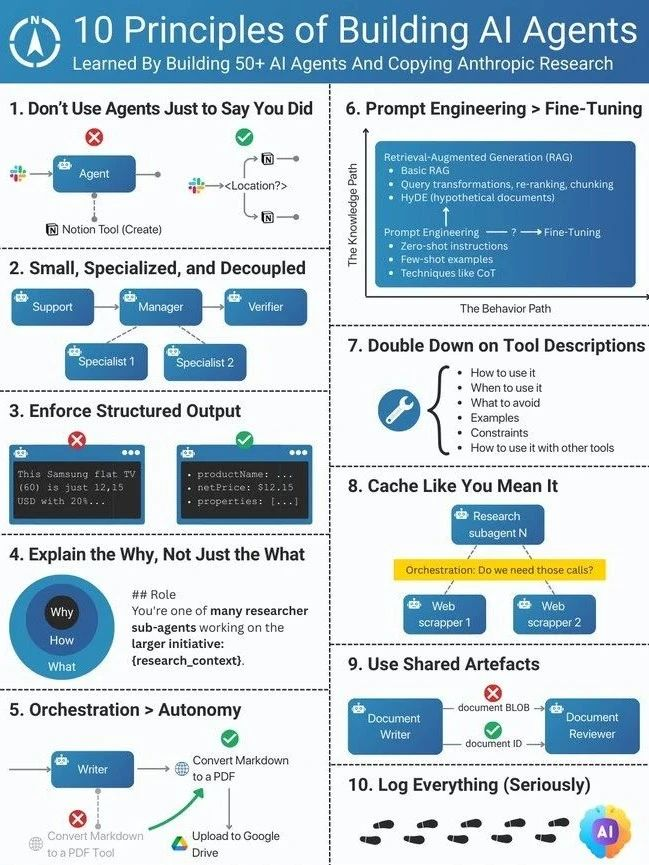 10 Principles of Building AI Agents
Learned By Building 50+ AI Agents And Copying Anthropic Research
1. Don't Use Agents Just to Say You Did
Agent
Notion Tool (Create)
<Location?>
2. Small, Specialized, and Decoupled
Support
Manager
Verifier
Specialist 1
Specialist 2
3. Enforce Structured Output
This Samsung flat TV
(60) is just 12,15
USD with 20%...
• productName: ...
• netPrice: $12.15
• properties: [...]
4. Explain the Why, Not Just the What
Why
How
What
## Role
You're one of many researcher
sub-agents working on the
larger initiative:
{research_context}.
5. Orchestration > Autonomy
Writer
Convert Markdown
to a PDF
Convert Markdown
to a PDF Tool
Upload to Google
Drive
6. Prompt Engineering > Fine-Tuning
The Knowledge Path
Retrieval-Augmented Generation (RAG)
• Basic RAG
• Query transformations, re-ranking, chunking
• HyDE (hypothetical documents)
Prompt Engineering — ? → Fine-Tuning
• Zero-shot instructions
• Few-shot examples
• Techniques like CoT
The Behavior Path
7. Double Down on Tool Descriptions
• How to use it
• When to use it
• What to avoid
• Examples
• Constraints
• How to use it with other tools
8. Cache Like You Mean It
Research
subagent N
Orchestration: Do we need those calls?
Web
scrapper 1
Web
scrapper 2
9. Use Shared Artefacts
Document
Writer
document BLOB
document ID
Document
Reviewer
10. Log Everything (Seriously)
AI